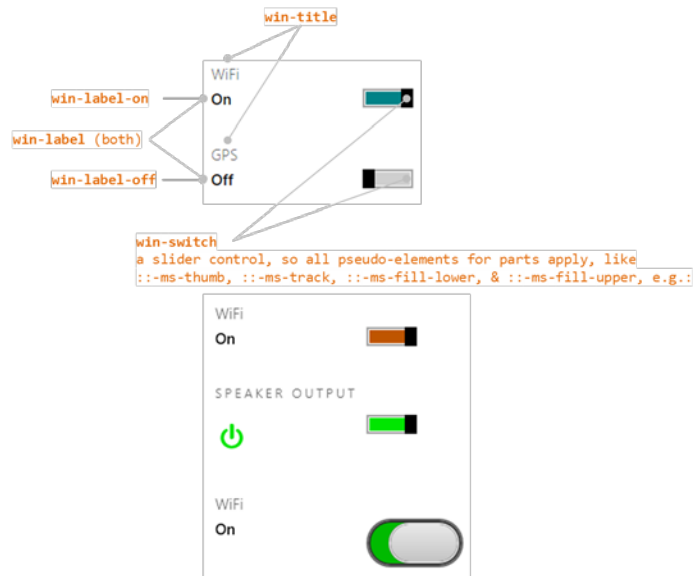 win-title
WiFi
win-label-on
On
win-label (both)
GPS
win-label-off
Off
win-switch
a slider control, so all pseudo-elements for parts apply, like
::-ms-thumb, ::-ms-track, ::-ms-fill-lower, & ::-ms-fill-upper, e.g.:
WiFi
On
SPEAKER OUTPUT
WiFi
On